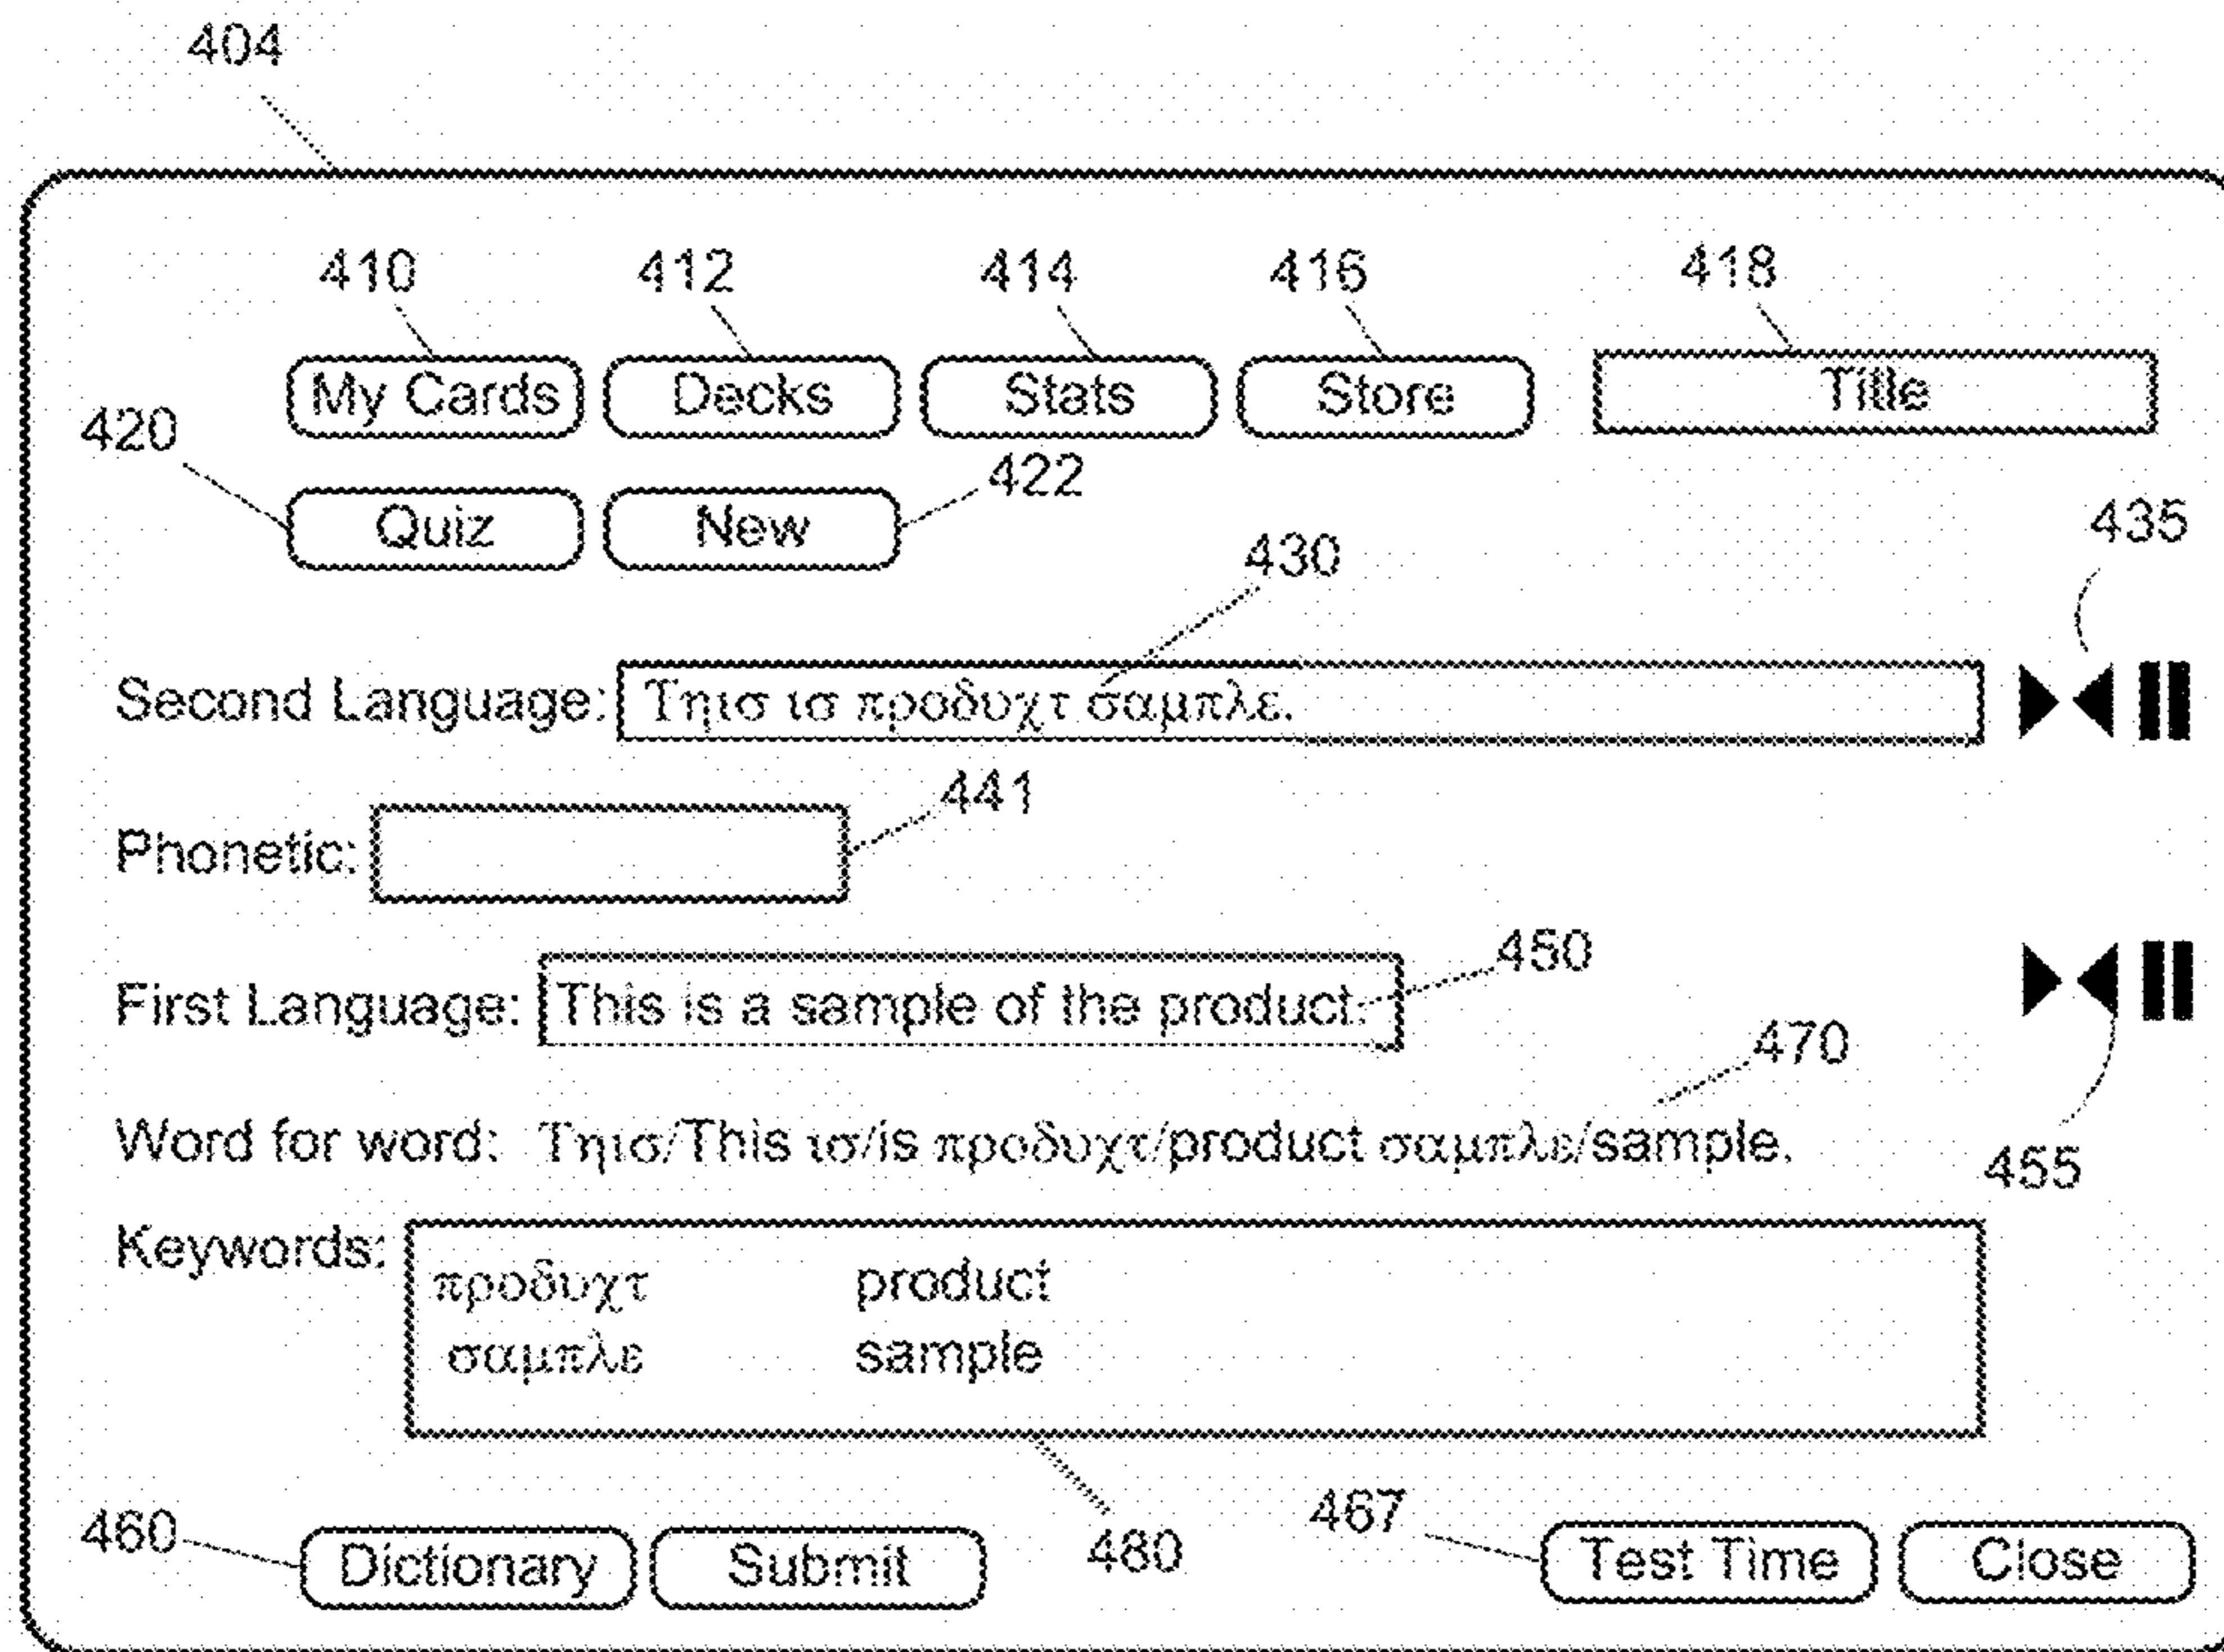 404
410 412 414 416 418
My Cards Decks Stats Store Title
420
422
Quiz New
435
430
Second Language: Τηισ ισ προδυχτ σαμπλε.
441
Phonetic:
450
First Language: This is a sample of the product.
470
Word for word: Τηισ/This ισ/is προδυχτ/product σαμπλε/sample.
455
Keywords:
προδυχτ product
σαμπλε sample
460 480 467
Dictionary Submit Test Time Close